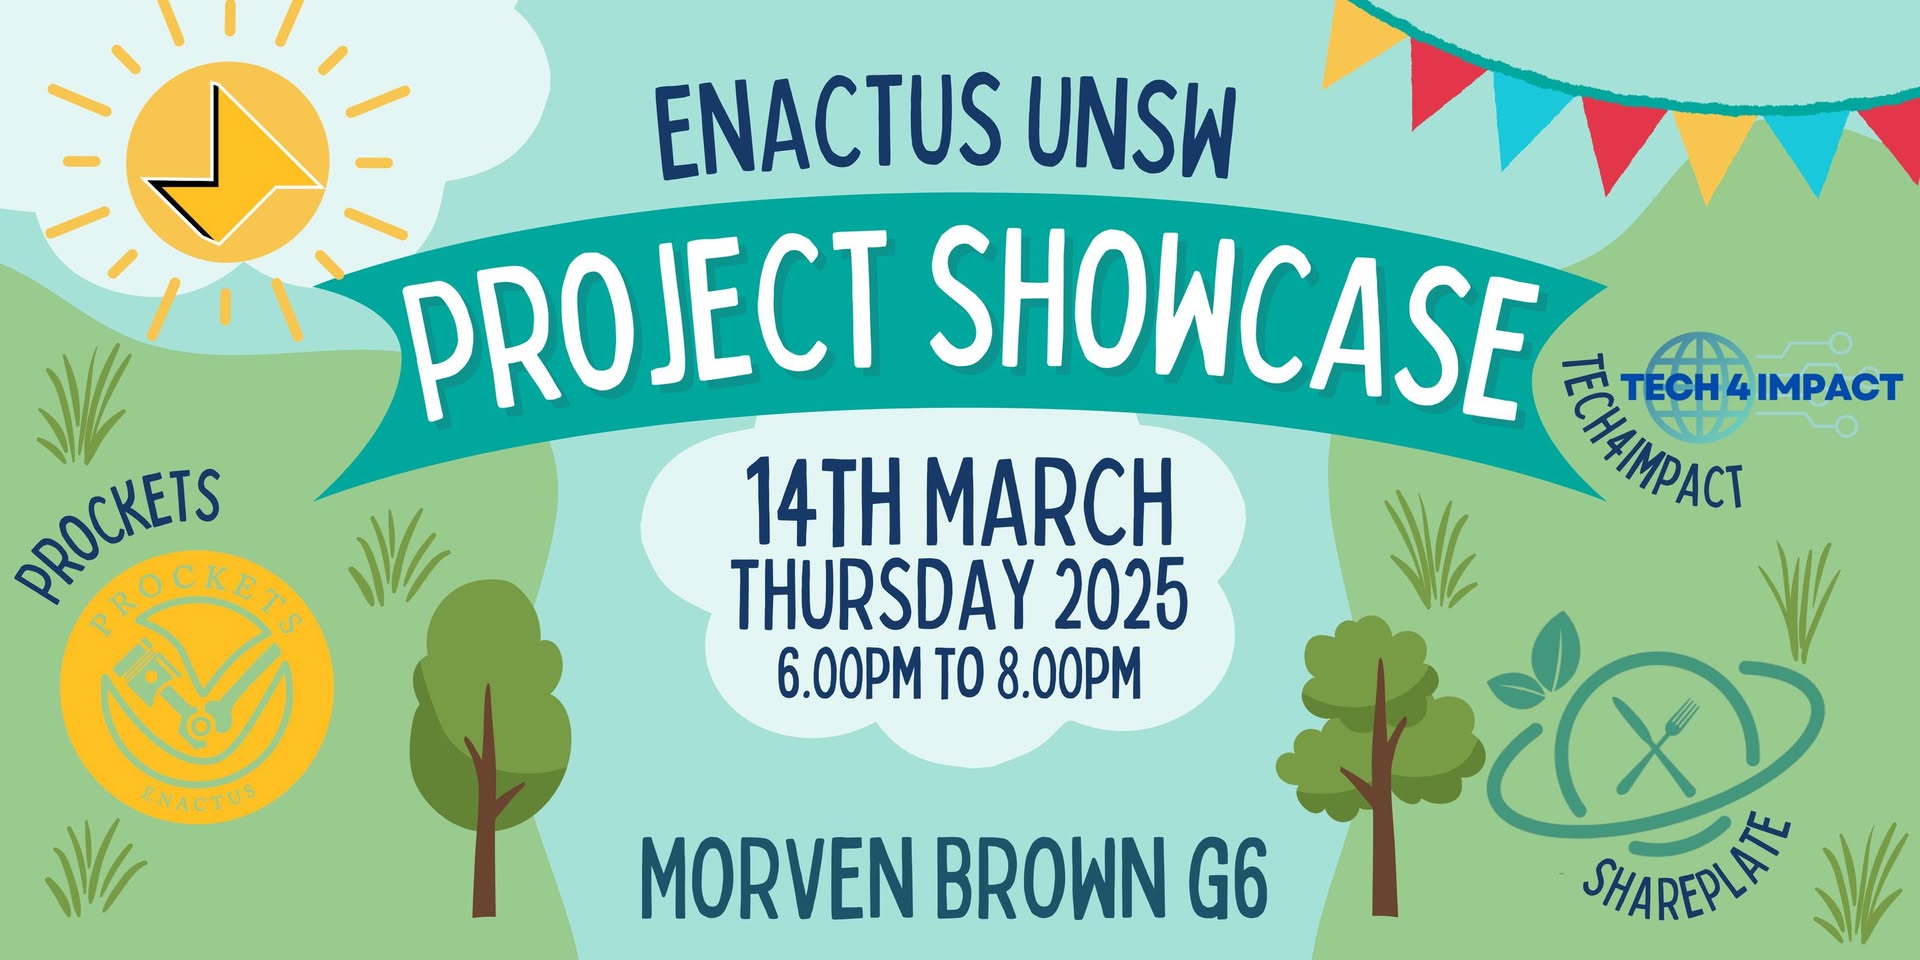 ENACTUS UNSW
PROJECT SHOWCASE
14TH MARCH
THURSDAY 2025
6.00PM TO 8.00PM
MORVEN BROWN G6
PROCKETS
PROCKETS
ENACTUS
TECH 4 IMPACT
TECH4IMPACT
SHAREPLATE